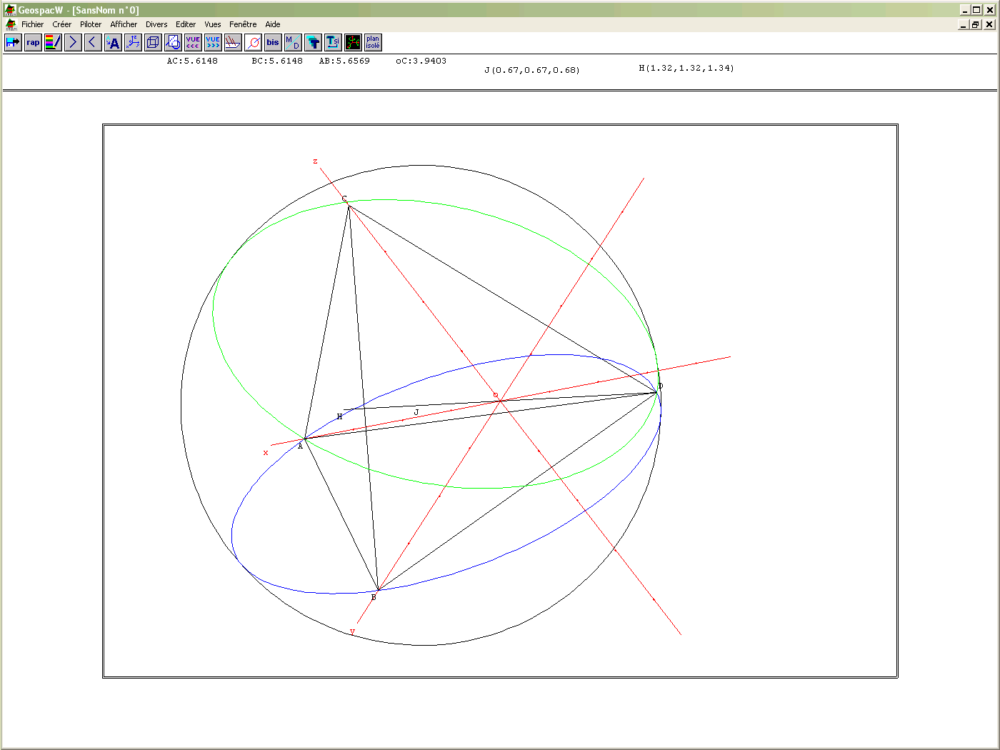 GeospacW - [SansNom n°0]
Fichier Créer Piloter Afficher Divers Editer Vues Fenêtre Aide
rap A z VUE <<< VUE >>> bis M/D Tsi plan isolé
AC:5.6148 BC:5.6148 AB:5.6569 oC:3.9403 J(0.67,0.67,0.68) H(1.32,1.32,1.34)
z
C
o
D
H
J
A
x
B
y